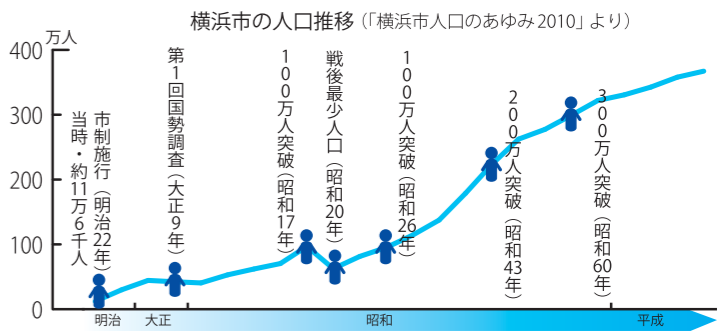 横浜市の人口推移（「横浜市人口のあゆみ2010」より）
万人
400
300
200
100
0
市制施行（明治22年）
当時・約11万6千人
第1回国勢調査（大正9年）
100万人突破（昭和17年）
戦後最少人口（昭和20年）
100万人突破（昭和26年）
200万人突破（昭和43年）
300万人突破（昭和60年）
明治
大正
昭和
平成